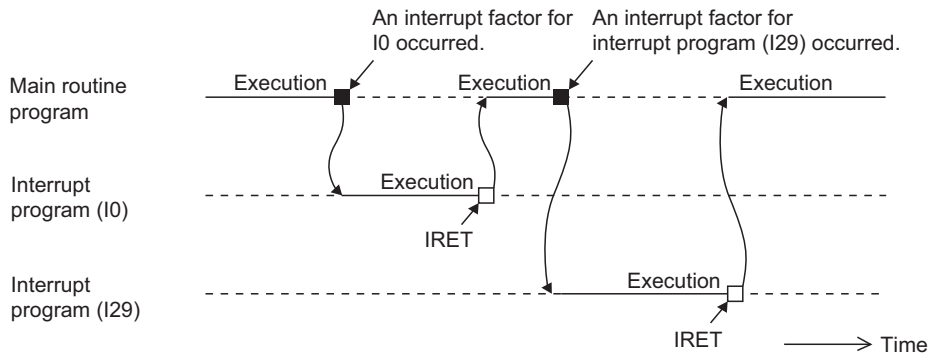 An interrupt factor for
I0 occurred.
An interrupt factor for
interrupt program (I29) occurred.
Main routine
program
Execution
Execution
Execution
Interrupt
program (I0)
Execution
IRET
Interrupt
program (I29)
Execution
IRET
Time